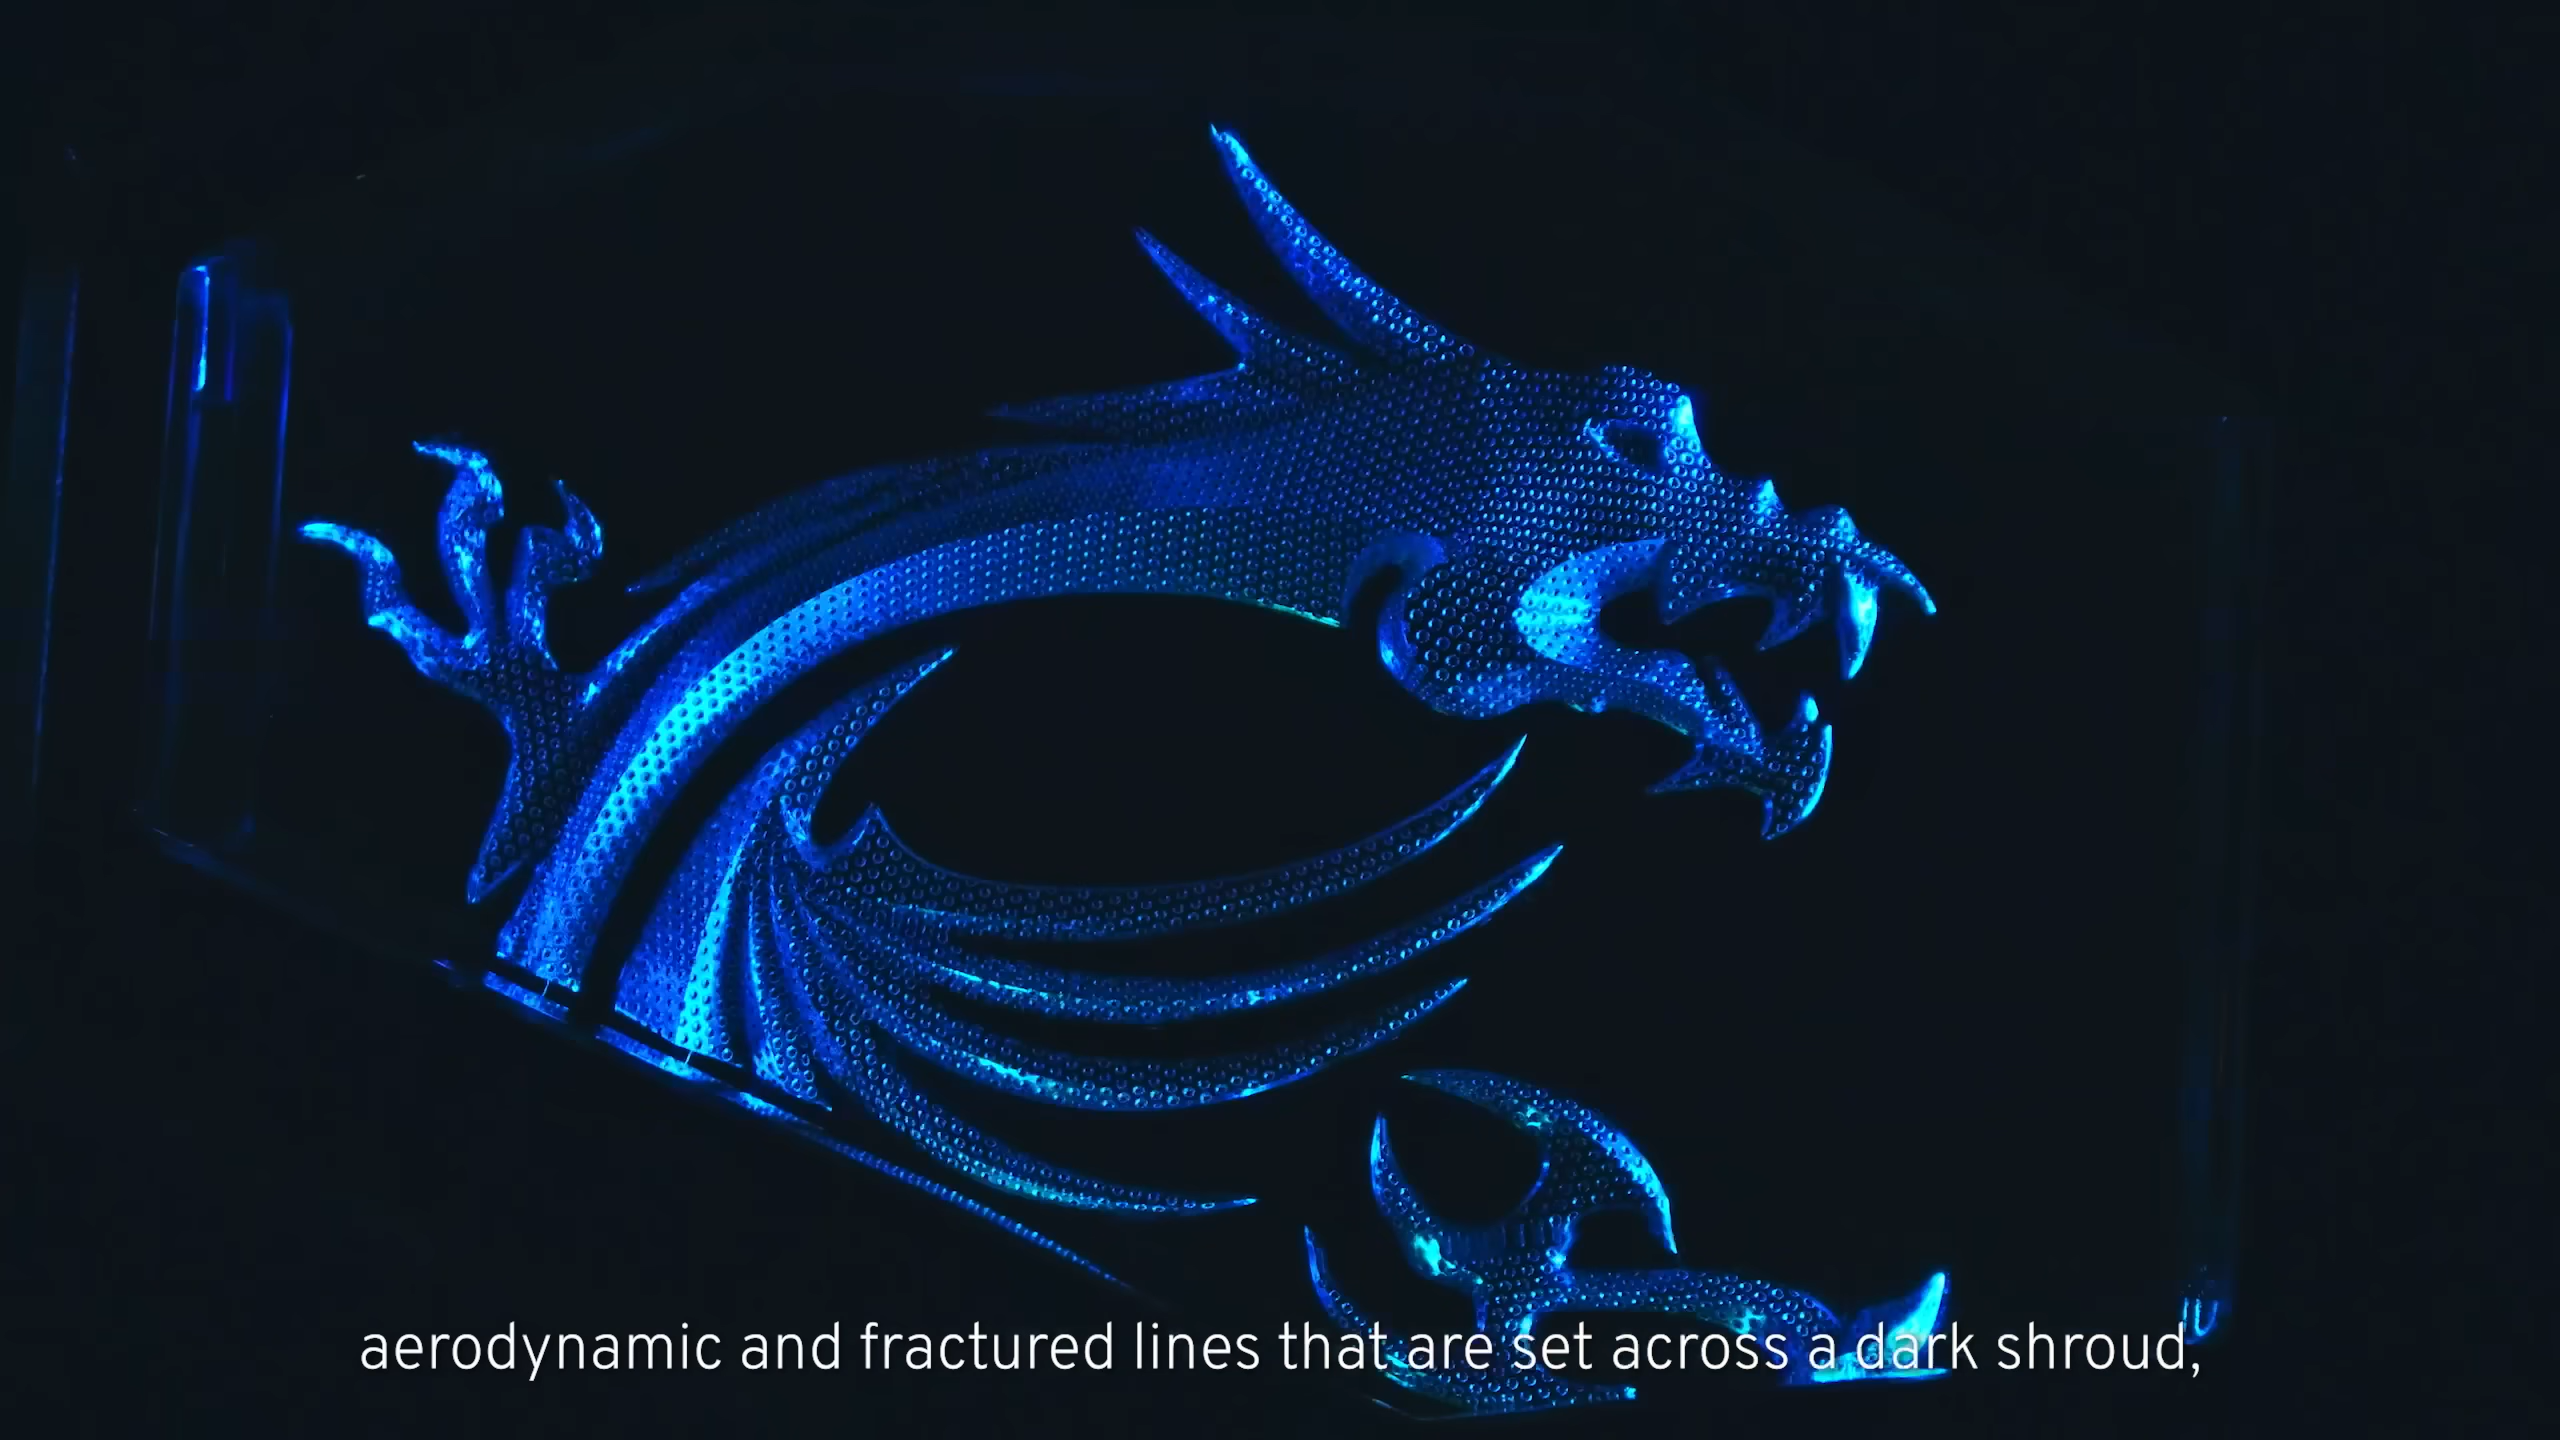 aerodynamic and fractured lines that are set across a dark shroud,